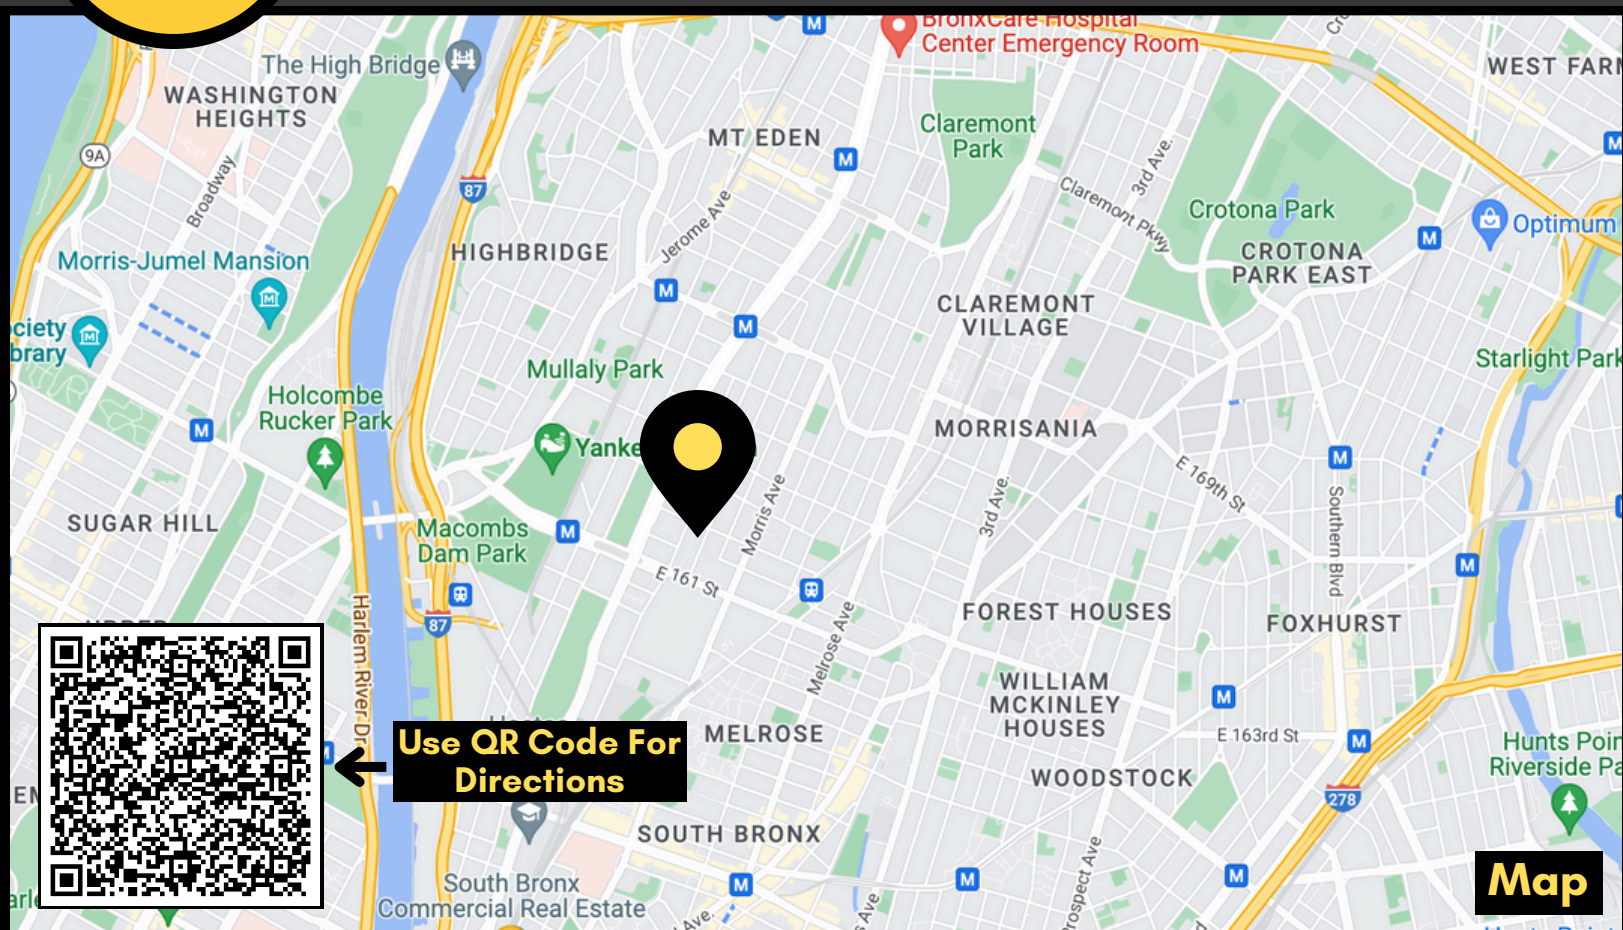 BronxCare Hospital
Center Emergency Room
The High Bridge
WASHINGTON
HEIGHTS
WEST FARM
MT EDEN
Claremont
Park
9A
Broadway
87
3rd Ave.
Claremont Pkwy
Jerome Ave
Crotona Park
Optimum
HIGHBRIDGE
CROTONA
PARK EAST
Morris-Jumel Mansion
CLAREMONT
VILLAGE
ciety
brary
Mullaly Park
Starlight Park
Holcombe
Rucker Park
MORRISANIA
Yanke
E 169th St
Morris Ave
3rd Ave.
Southern Blvd
SUGAR HILL
Macombs
Dam Park
E 161 St
FOREST HOUSES
FOXHURST
87
Harlem River Dr
Melrose Ave
WILLIAM
MCKINLEY
HOUSES
MELROSE
E 163rd St
Use QR Code For
Directions
Hunts Poin
Riverside Pa
WOODSTOCK
278
SOUTH BRONX
Prospect Ave
South Bronx
Commercial Real Estate
Map